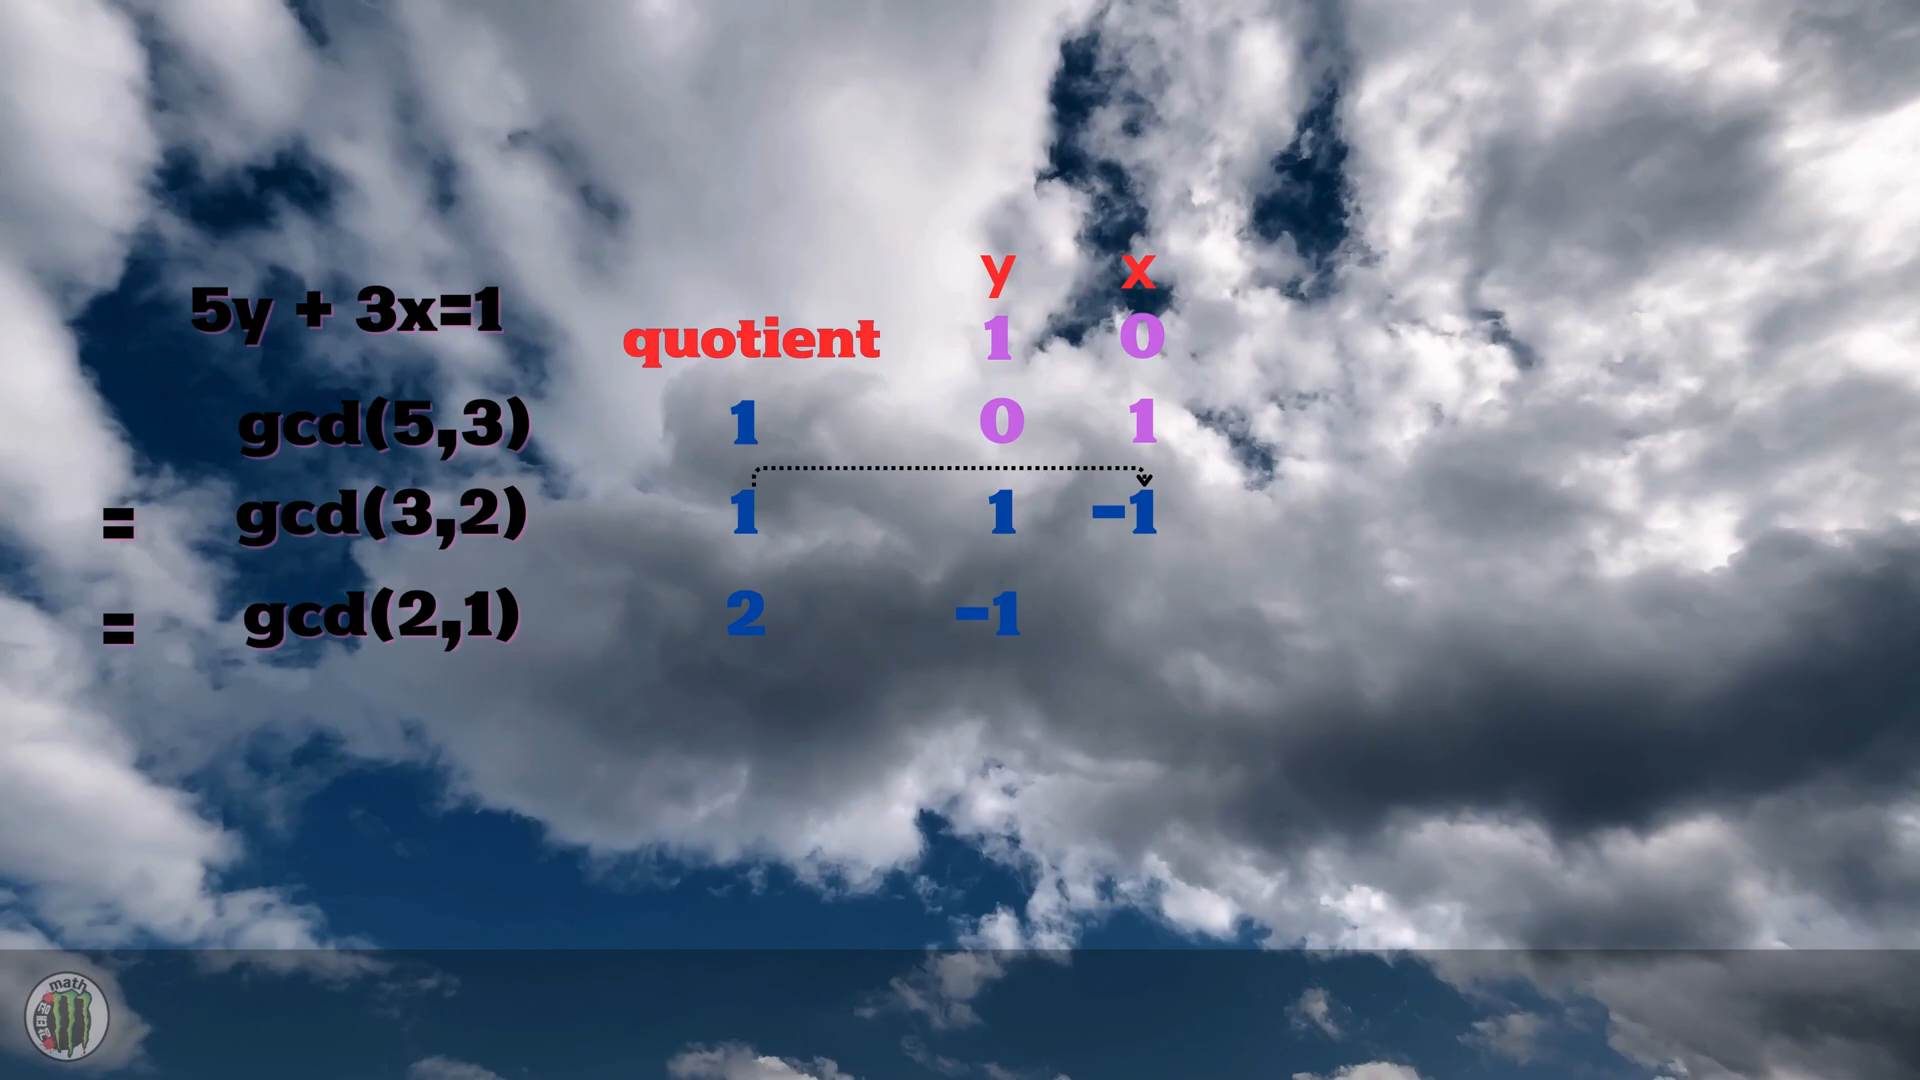 y x
5y + 3x=1
quotient 1 0
gcd(5,3) 1 0 1
= gcd(3,2) 1 1 -1
= gcd(2,1) 2 -1
math